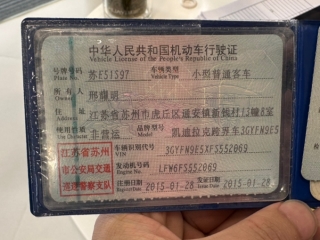 中华人民共和国机动车行驶证
Vehicle License of the People's Republic of China
号牌号码 苏ES1S97 车辆类型 小型普通客车
Plate No. Vehicle Type
所有人 邢耀明
Owner
住址 江苏省苏州市虎丘区通安镇新钱村13幢8室
Address
使用性质 非营运 品牌型号 凯迪拉克跨界车3GYFN9E5
Use Character Model
江苏省苏州
市公安局交通
巡逻警察支队
车辆识别代号 3GYFN9E5XFS552069
VIN
发动机号码 LFW6FS552069
Engine No.
注册日期 2015-01-28 发证日期 2015-01-28
Register Date Issue Date